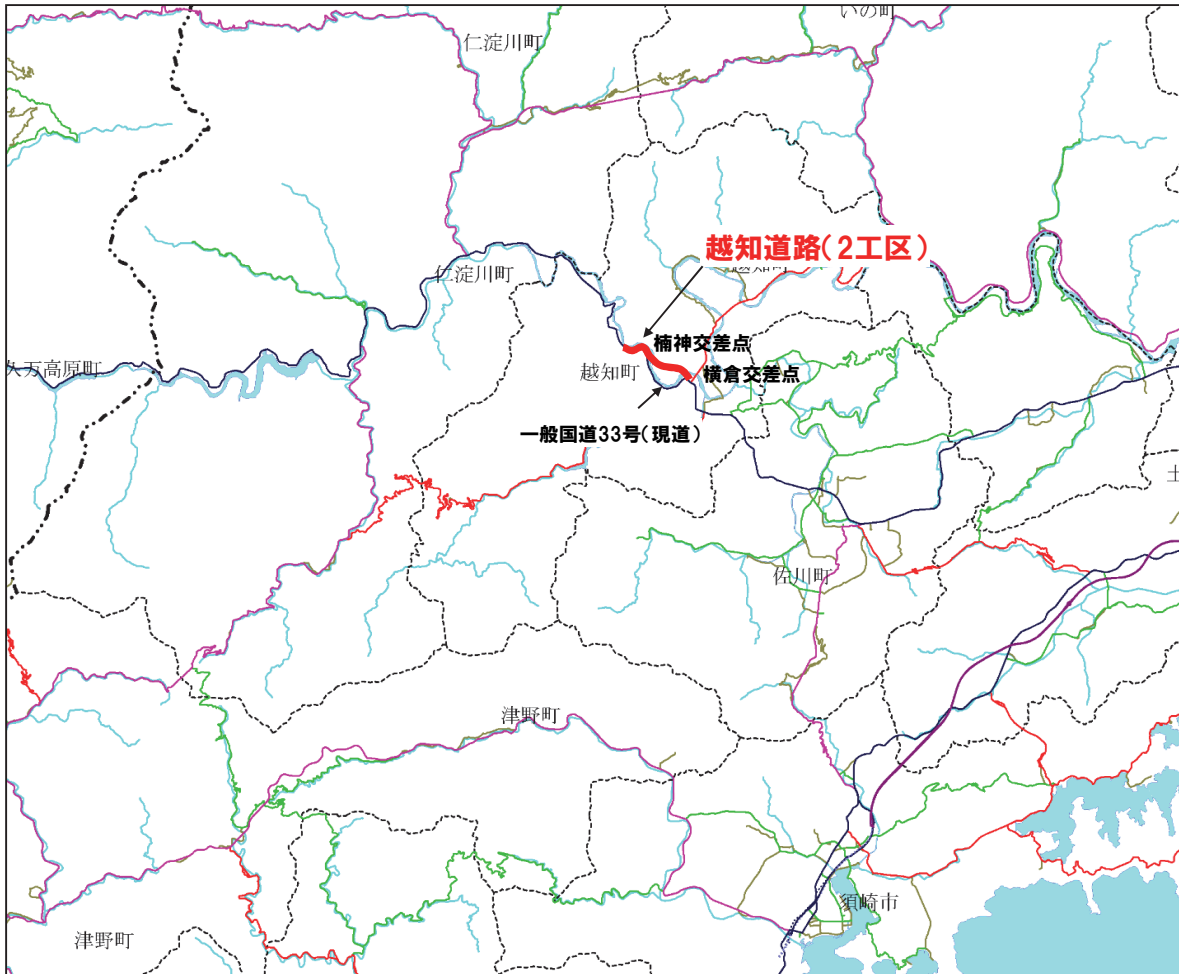 いの町
仁淀川町
越知道路(2工区)
仁淀川町
楠神交差点
久万高原町
越知町
横倉交差点
一般国道33号(現道)
土
佐川町
津野町
須崎市
津野町